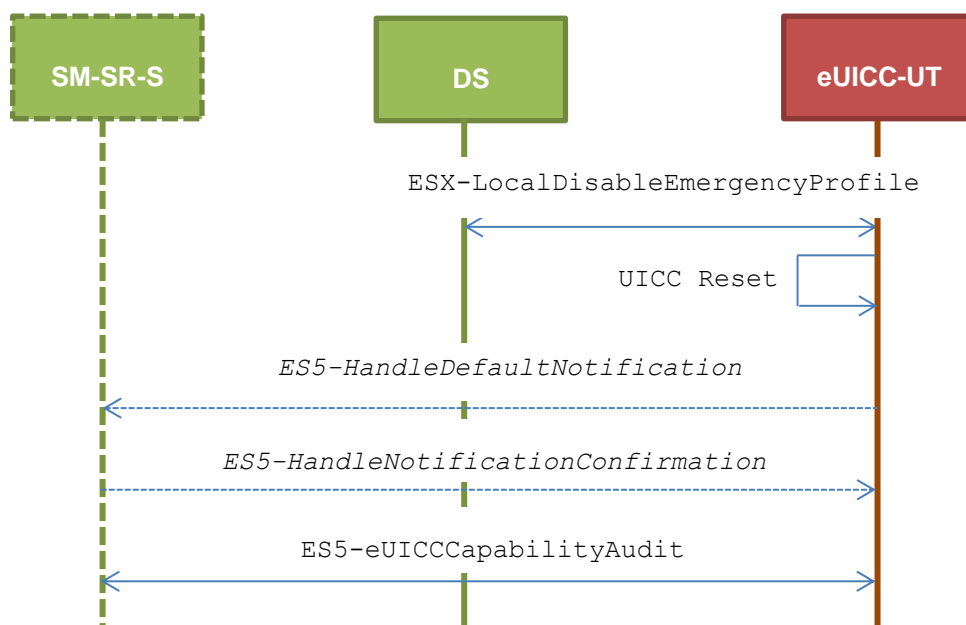 SM-SR-S
DS
eUICC-UT
ESX-LocalDisableEmergencyProfile
UICC Reset
ES5-HandleDefaultNotification
ES5-HandleNotificationConfirmation
ES5-eUICCCapabilityAudit